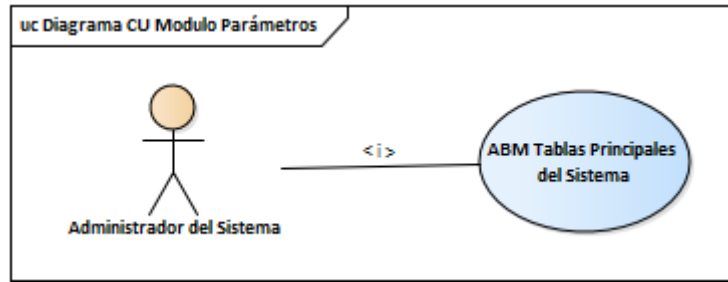 uc Diagrama CU Modulo Parámetros
< i >
ABM Tablas Principales
del Sistema
Administrador del Sistema